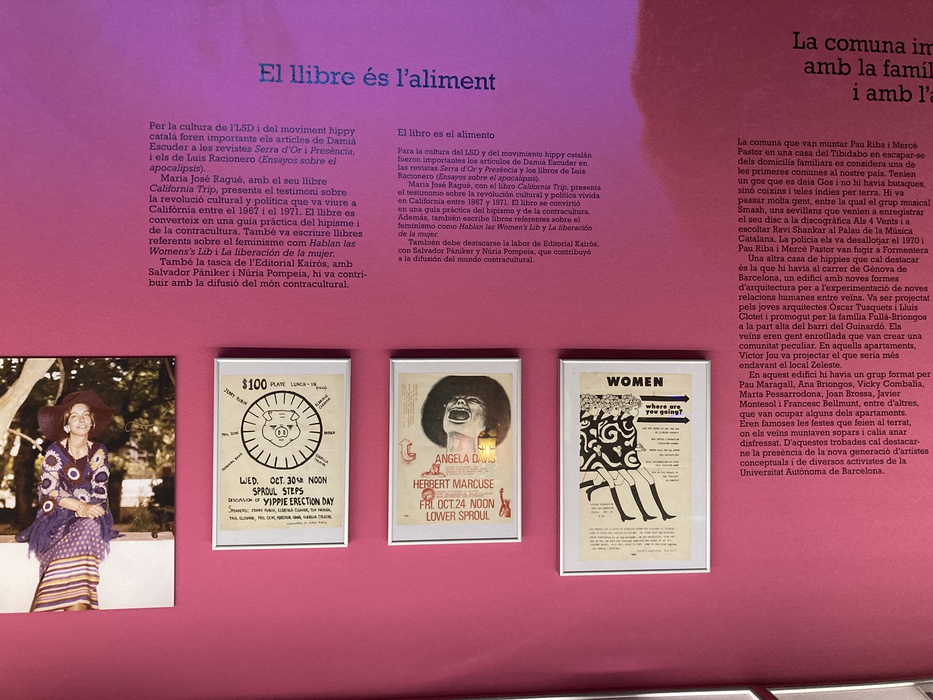 El llibre és l'aliment
Per la cultura de l'LSD i del moviment hippy
català foren importants els articles de Damià
Escuder a les revistes Serra d'Or i Presència,
i els de Luis Racionero (Ensayos sobre el
apocalipsis).
Maria José Ragué, amb el seu llibre
California Trip, presenta el testimoni sobre
la revolució cultural y política que va viure a
Califòrnia entre el 1967 i el 1971. El llibre es
converteix en una guia pràctica del hipisme i
de la contracultura. També va escriure llibres
referents sobre el feminisme com Hablan las
Womens's Lib i La liberación de la mujer.
També la tasca de l'Editorial Kairós, amb
Salvador Pàniker i Núria Pompeia, hi va contri-
buir amb la difusió del món contracultural.
El libro es el alimento
Para la cultura del LSD y del movimiento hippy catalán
fueron importantes los artículos de Damià Escuder en
las revistas Serra d'Or y Presència y los libros de Luis
Racionero (Ensayos sobre el apocalipsis).
Maria José Ragué, con el libro California Trip, presenta
el testimonio sobre la revolución cultural y política vivida
en California entre 1967 y 1971. El libro se convirtió
en una guía práctica del hipismo y de la contracultura.
Además, también escribe libros referentes sobre el
feminismo como Hablan las Women's Lib y La liberación
de la mujer.
También debe destacarse la labor de Editorial Kairós,
con Salvador Pàniker y Núria Pompeia, que contribuyó
a la difusión del mundo contracultural.
La comuna im
amb la famíl
i amb l'a
La comuna que van muntar Pau Riba i Mercè
Pastor en una casa del Tibidabo en escapar-se
dels domicilis familiars es considera una de
les primeres comunes al nostre país. Tenien
un gos que es deia Gos i no hi havia butaques,
sinó coixins i teles índies per terra. Hi va
passar molta gent, entre la qual el grup musical
Smash, uns sevillans que venien a enregistrar
el seu disc a la discogràfica Als 4 Vents i a
escoltar Ravi Shankar al Palau de la Música
Catalana. La policia els va desallotjar el 1970 i
Pau Riba i Mercè Pastor van fugir a Formentera.
Una altra casa de hippies que cal destacar
és la que hi havia al carrer de Gènova de
Barcelona, un edifici amb noves formes
d'arquitectura per a l'experimentació de noves
relacions humanes entre veïns. Va ser projectat
pels joves arquitectes Òscar Tusquets i Lluís
Clotet i promogut per la família Fullà-Briongos
a la part alta del barri del Guinardó. Els
veïns eren gent enrollada que van crear una
comunitat peculiar. En aquells apartaments,
Víctor Jou va projectar el que seria més
endavant el local Zeleste.
En aquest edifici hi havia un grup format per
Pau Maragall, Ana Briongos, Vicky Combalia,
Marta Pessarrodona, Joan Brossa, Javier
Montesol i Francesc Bellmunt, entre d'altres,
que van ocupar alguns dels apartaments.
Eren famoses les festes que feien al terrat,
on els veïns muntaven sopars i calia anar
disfressat. D'aquestes trobades cal destacar-
ne la presència de la nova generació d'artistes
conceptuals i de diversos activistes de la
Universitat Autònoma de Barcelona.
$100 PLATE LUNCH-IN
JERRY RUBIN
PHIL OCHS
WED. OCT. 30th NOON
SPROUL STEPS
DISCUSSION OF YIPPIE ERECTION DAY
ANGELA DAVIS
HERBERT MARCUSE
FRI. OCT. 24 NOON
LOWER SPROUL
WOMEN
where are
you going?